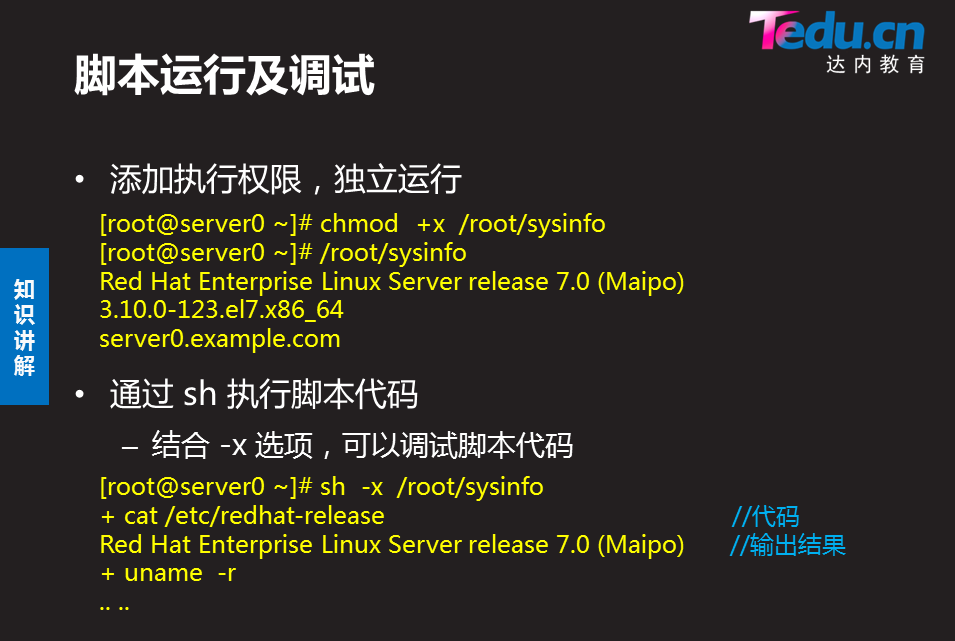 Tedu.cn
达内教育
脚本运行及调试
• 添加执行权限，独立运行
[root@server0 ~]# chmod  +x  /root/sysinfo
[root@server0 ~]# /root/sysinfo
Red Hat Enterprise Linux Server release 7.0 (Maipo)
3.10.0-123.el7.x86_64
server0.example.com
知识讲解
• 通过 sh 执行脚本代码
– 结合 -x 选项，可以调试脚本代码
[root@server0 ~]# sh  -x  /root/sysinfo
+ cat /etc/redhat-release //代码
Red Hat Enterprise Linux Server release 7.0 (Maipo) //输出结果
+ uname  -r
.. ..